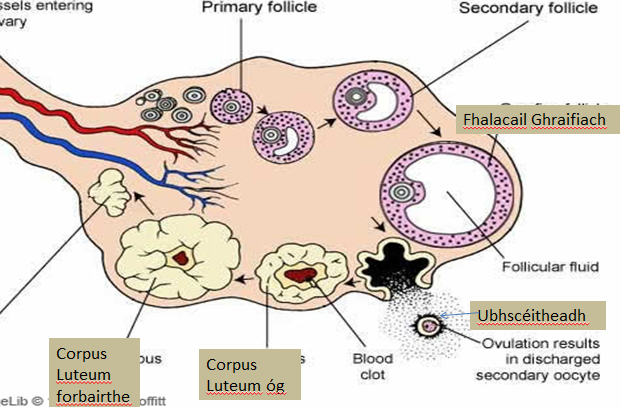 ssels entering
vary
Primary follicle
Secondary follicle
Fhalacail Ghraifiach
Follicular fluid
Ubhscéitheadh
Ovulation results
in discharged
secondary oocyte
Blood
clot
Corpus
Luteum óg
Corpus
Luteum
forbairthe
eLib ©
offitt